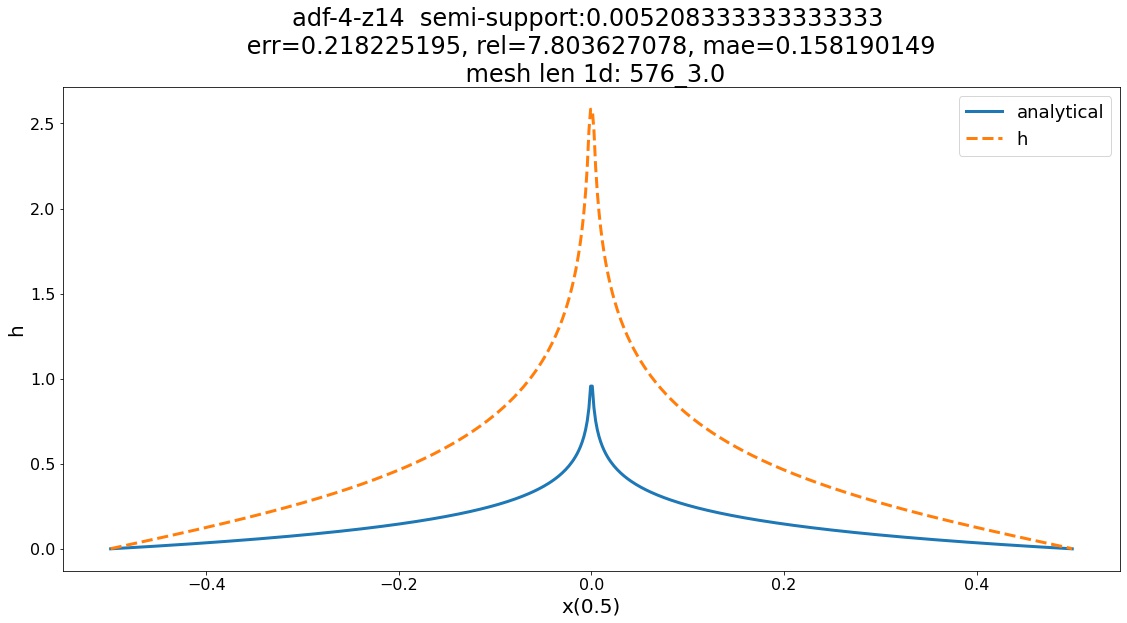 adf-4-z14  semi-support:0.005208333333333333
err=0.218225195, rel=7.803627078, mae=0.158190149
mesh len 1d: 576_3.0
analytical
h
2.5
2.0
1.5
1.0
0.5
0.0
h
−0.4
−0.2
0.0
0.2
0.4
x(0.5)